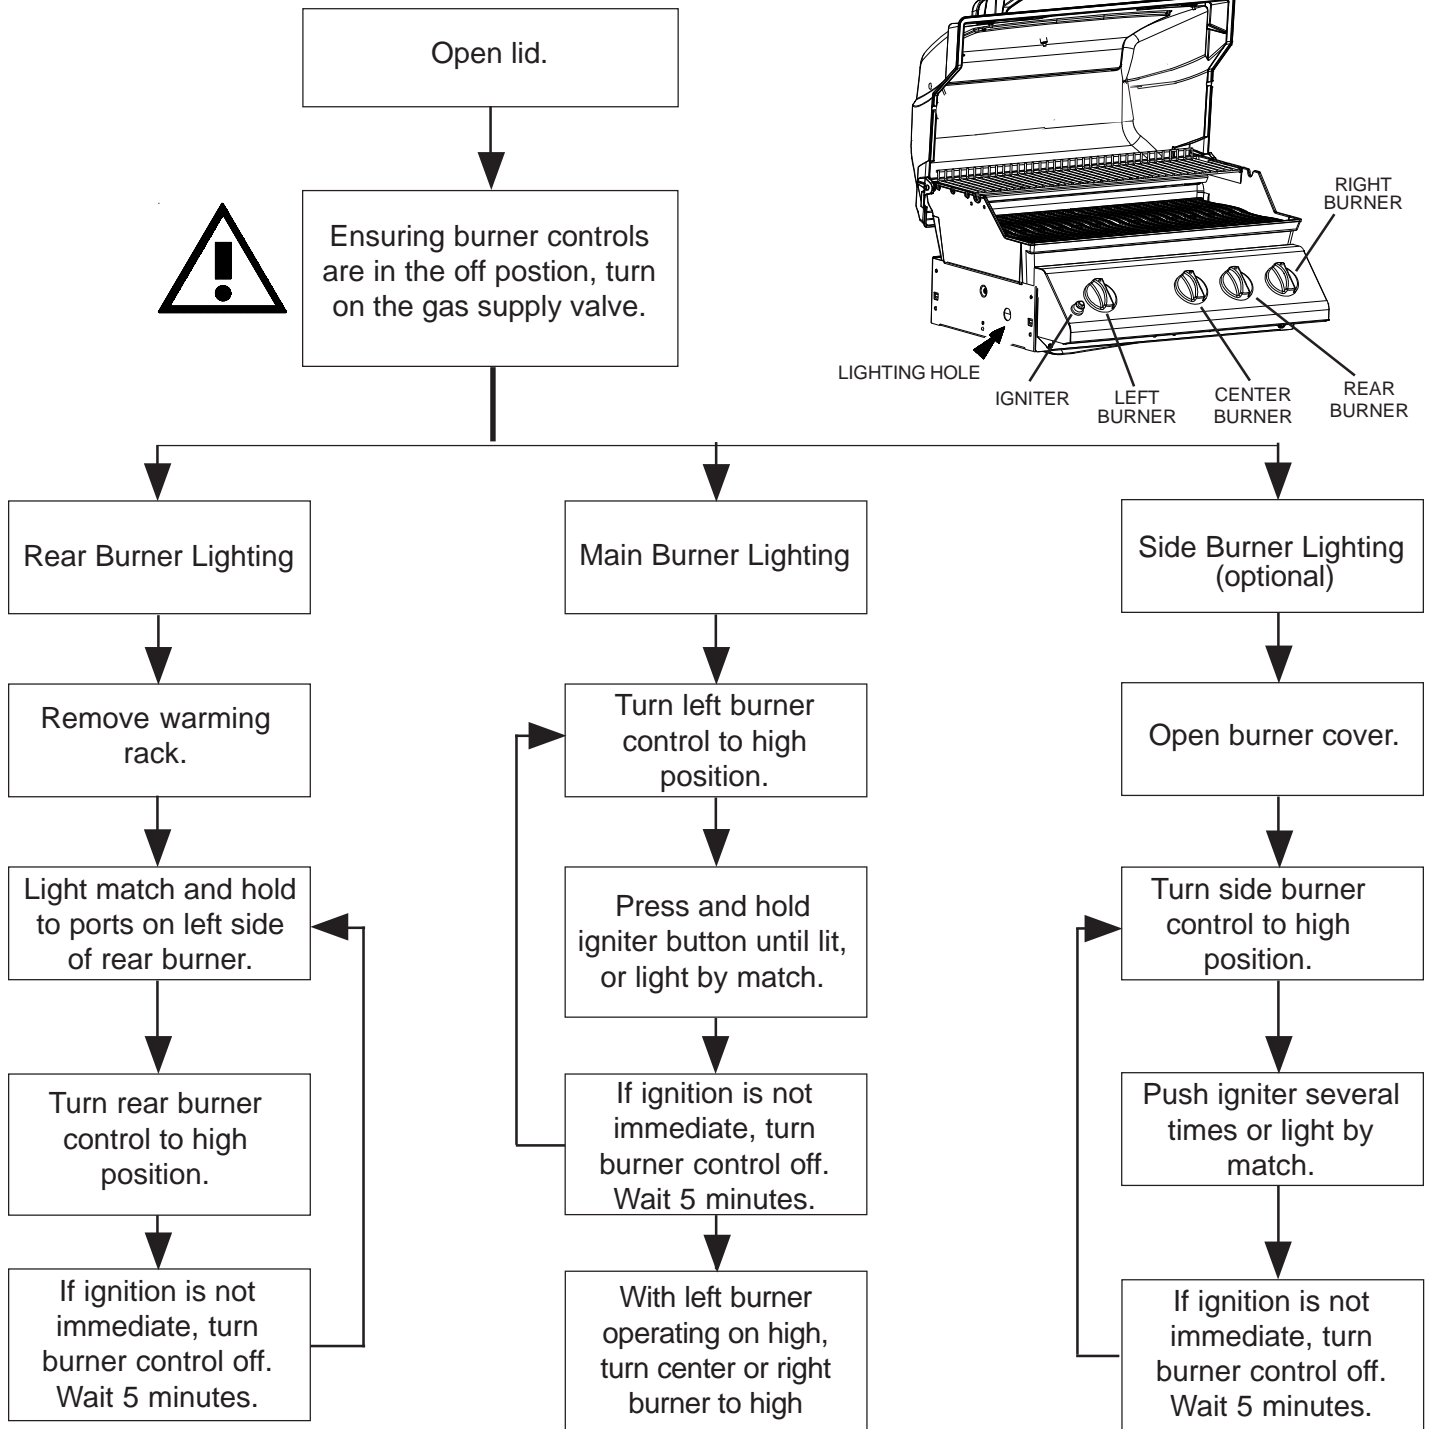 Open lid.
Ensuring burner controls
are in the off postion, turn
on the gas supply valve.
RIGHT
BURNER
LIGHTING HOLE
IGNITER
LEFT
BURNER
CENTER
BURNER
REAR
BURNER
Rear Burner Lighting
Remove warming
rack.
Light match and hold
to ports on left side
of rear burner.
Turn rear burner
control to high
position.
If ignition is not
immediate, turn
burner control off.
Wait 5 minutes.
Main Burner Lighting
Turn left burner
control to high
position.
Press and hold
igniter button until lit,
or light by match.
If ignition is not
immediate, turn
burner control off.
Wait 5 minutes.
With left burner
operating on high,
turn center or right
burner to high
Side Burner Lighting
(optional)
Open burner cover.
Turn side burner
control to high
position.
Push igniter several
times or light by
match.
If ignition is not
immediate, turn
burner control off.
Wait 5 minutes.